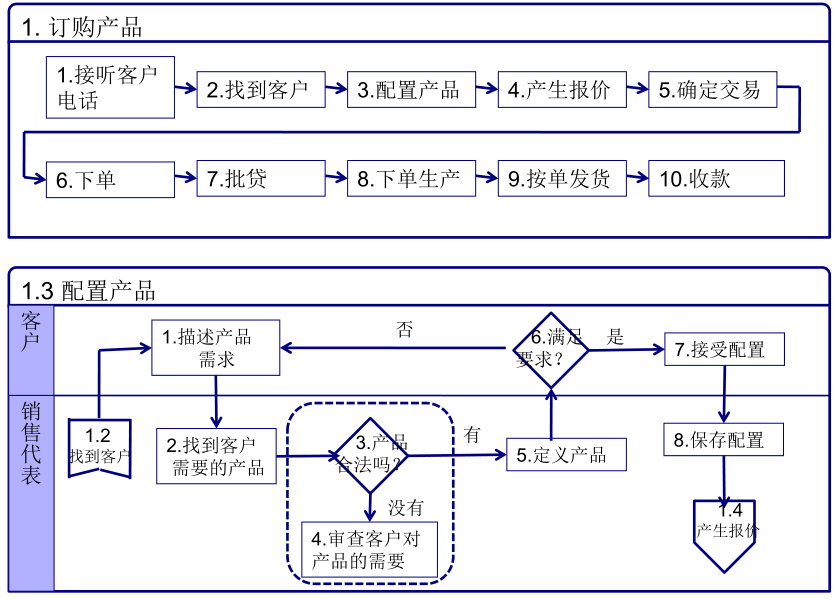 1. 订购产品
1.接听客户
电话
2.找到客户
3.配置产品
4.产生报价
5.确定交易
6.下单
7.批贷
8.下单生产
9.按单发货
10.收款
1.3 配置产品
客户
1.描述产品
需求
否
6.满足
要求?
是
7.接受配置
销售代表
1.2
找到客户
2.找到客户
需要的产品
3.产品
合法吗?
有
5.定义产品
8.保存配置
没有
4.审查客户对
产品的需要
1.4
产生报价